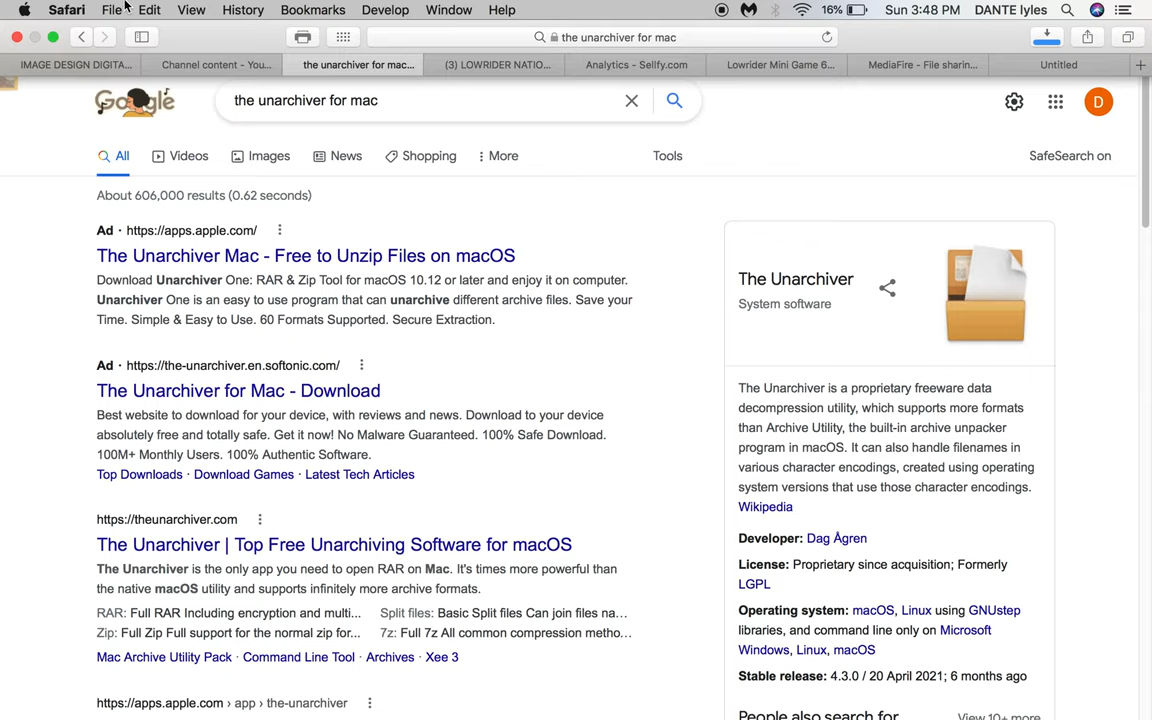 Safari File Edit View History Bookmarks Develop Window Help 16% Sun 3:48 PM DANTE lyles
the unarchiver for mac
IMAGE DESIGN DIGITA... Channel content - You... the unarchiver for mac... (3) LOWRIDER NATIO... Analytics - Sellfy.com Lowrider Mini Game 6... MediaFire - File sharin... Untitled
Google the unarchiver for mac D
All Videos Images News Shopping More Tools SafeSearch on
About 606,000 results (0.62 seconds)
Ad · https://apps.apple.com/
The Unarchiver Mac - Free to Unzip Files on macOS
Download Unarchiver One: RAR & Zip Tool for macOS 10.12 or later and enjoy it on computer.
Unarchiver One is an easy to use program that can unarchive different archive files. Save your
Time. Simple & Easy to Use. 60 Formats Supported. Secure Extraction.
Ad · https://the-unarchiver.en.softonic.com/
The Unarchiver for Mac - Download
Best website to download for your device, with reviews and news. Download to your device
absolutely free and totally safe. Get it now! No Malware Guaranteed. 100% Safe Download.
100M+ Monthly Users. 100% Authentic Software.
Top Downloads · Download Games · Latest Tech Articles
https://theunarchiver.com
The Unarchiver | Top Free Unarchiving Software for macOS
The Unarchiver is the only app you need to open RAR on Mac. It's times more powerful than
the native macOS utility and supports infinitely more archive formats.
RAR: Full RAR Including encryption and multi... Split files: Basic Split files Can join files na...
Zip: Full Zip Full support for the normal zip for... 7z: Full 7z All common compression metho...
Mac Archive Utility Pack · Command Line Tool · Archives · Xee 3
https://apps.apple.com › app › the-unarchiver
The Unarchiver
System software
The Unarchiver is a proprietary freeware data
decompression utility, which supports more formats
than Archive Utility, the built-in archive unpacker
program in macOS. It can also handle filenames in
various character encodings, created using operating
system versions that use those character encodings.
Wikipedia
Developer: Dag Ågren
License: Proprietary since acquisition; Formerly
LGPL
Operating system: macOS, Linux using GNUstep
libraries, and command line only on Microsoft
Windows, Linux, macOS
Stable release: 4.3.0 / 20 April 2021; 6 months ago
People also search for View 10+ more